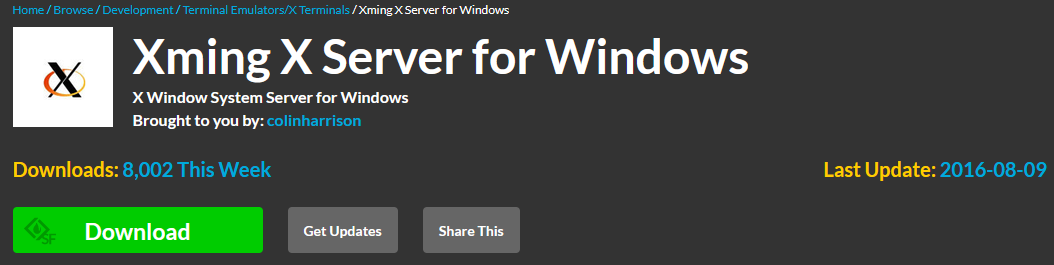 Home / Browse / Development / Terminal Emulators/X Terminals / Xming X Server for Windows
Xming X Server for Windows
X Window System Server for Windows
Brought to you by: colinharrison
Downloads: 8,002 This Week
Last Update: 2016-08-09
SF
Download
Get Updates
Share This